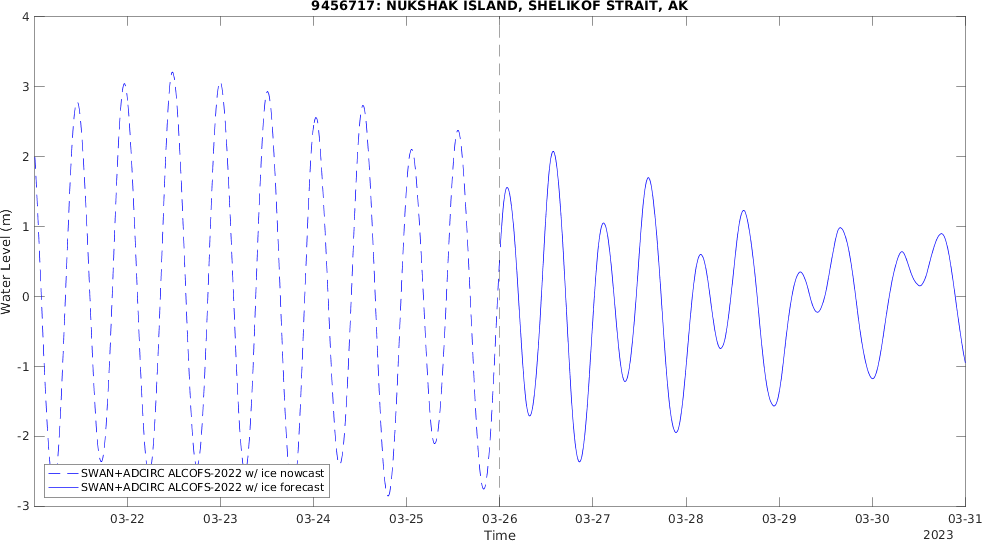 9456717: NUKSHAK ISLAND, SHELIKOF STRAIT, AK
4
3
2
1
0
-1
-2
-3
Water Level (m)
SWAN+ADCIRC ALCOFS-2022 w/ ice nowcast
SWAN+ADCIRC ALCOFS-2022 w/ ice forecast
03-22 03-23 03-24 03-25 03-26 03-27 03-28 03-29 03-30 03-31
Time
2023